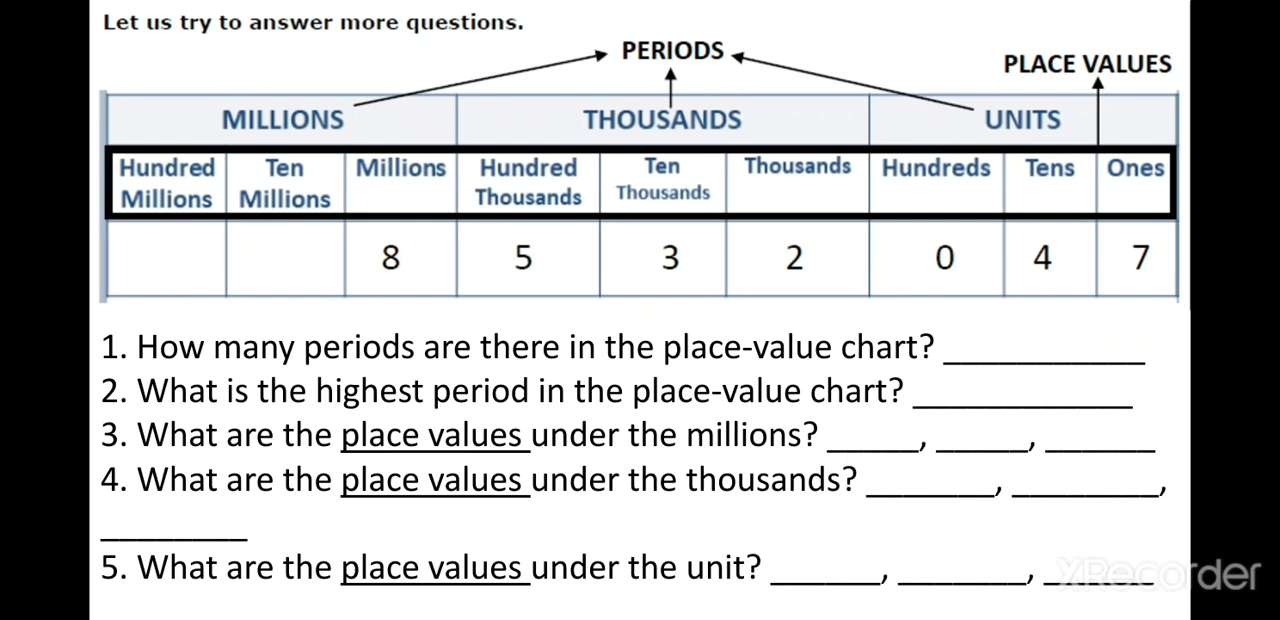 Let us try to answer more questions.
PERIODS
PLACE VALUES
MILLIONS THOUSANDS UNITS
Hundred Millions Ten Millions Millions Hundred Thousands Ten Thousands Thousands Hundreds Tens Ones
8 5 3 2 0 4 7
1. How many periods are there in the place-value chart? ___________
2. What is the highest period in the place-value chart? ____________
3. What are the place values under the millions? _____, _____, ______
4. What are the place values under the thousands? _______, ________,
________
5. What are the place values under the unit? ______, _______, ______
XRecorder